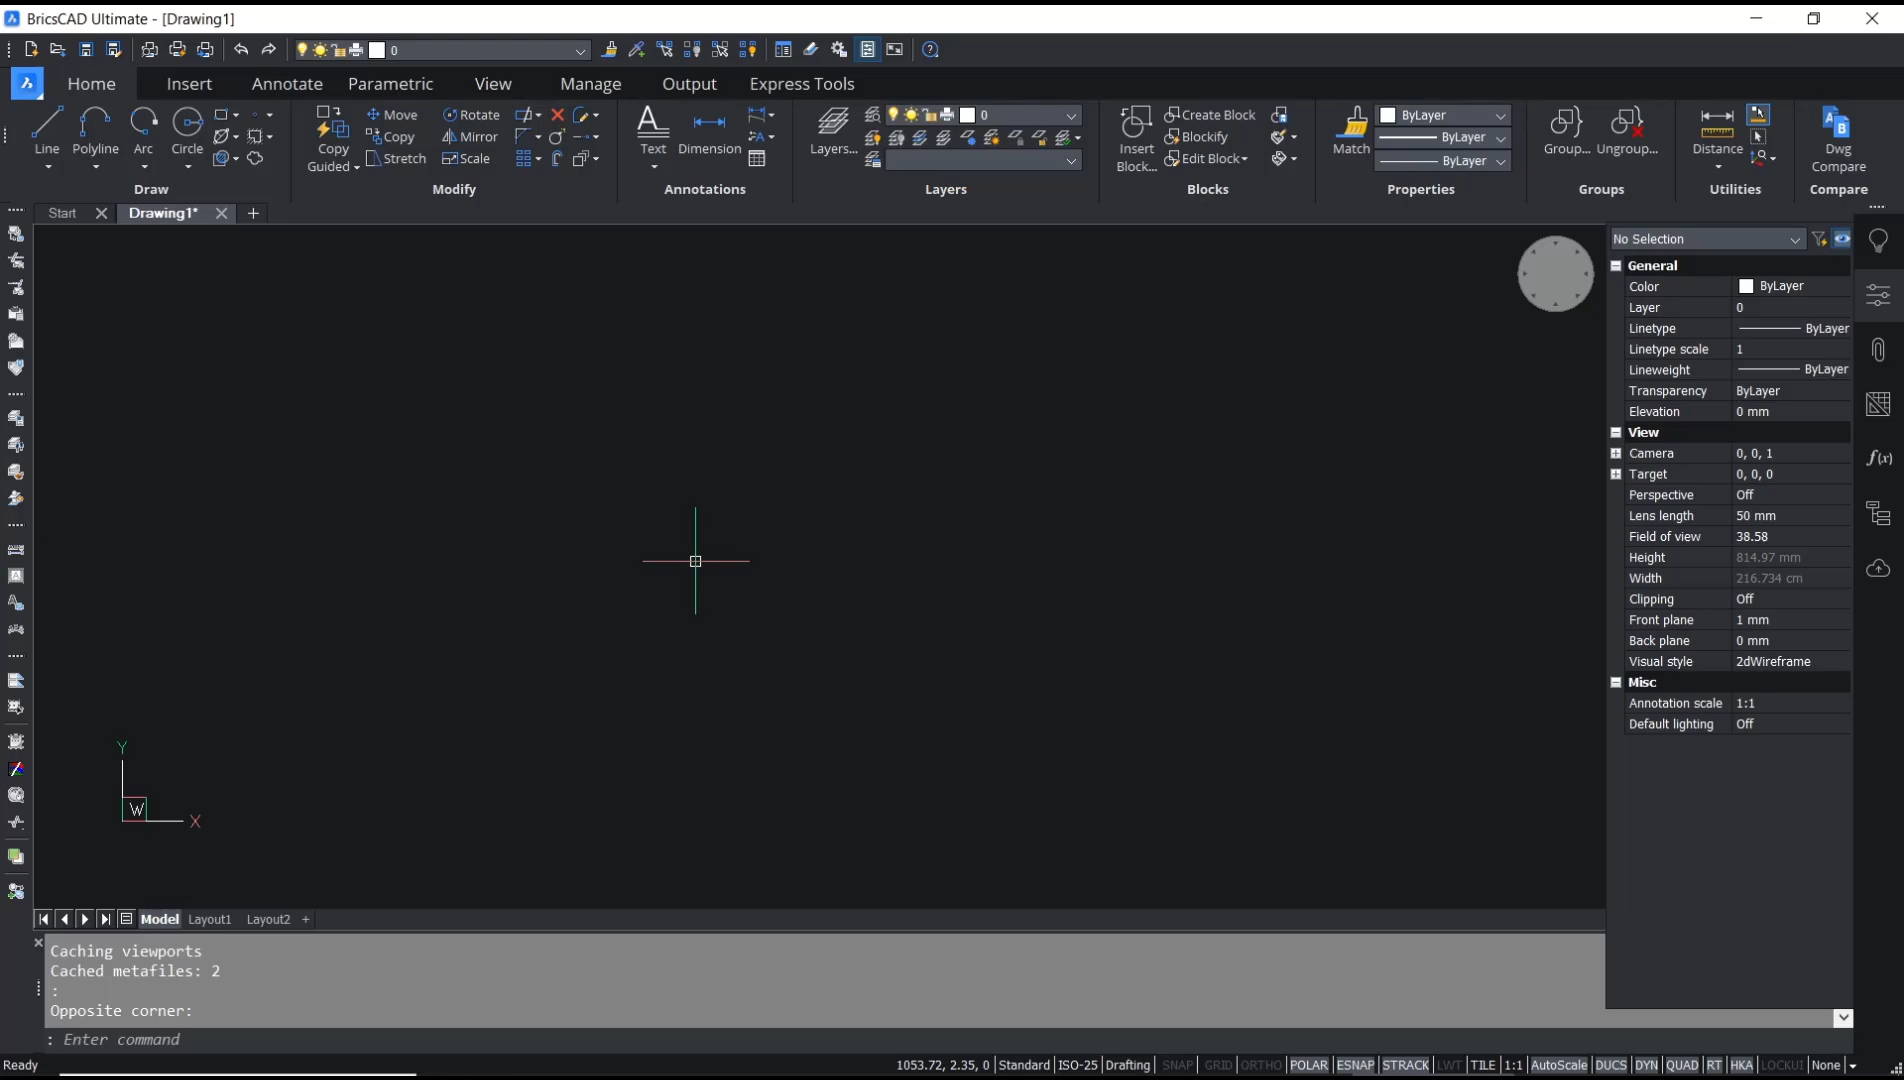 BricsCAD Ultimate - [Drawing1]
0
Home Insert Annotate Parametric View Manage Output Express Tools
Line Polyline Arc Circle
Draw
Copy Guided
Move Rotate
Copy Mirror
Stretch Scale
Modify
Text Dimension
Annotations
Layers...
0
Layers
Insert Block...
Create Block
Blockify
Edit Block
Blocks
Match
ByLayer
ByLayer
ByLayer
Properties
Group... Ungroup...
Groups
Distance
Utilities
Dwg Compare
Compare
Start Drawing1*
No Selection
General
Color ByLayer
Layer 0
Linetype ByLayer
Linetype scale 1
Lineweight ByLayer
Transparency ByLayer
Elevation 0 mm
View
Camera 0, 0, 1
Target 0, 0, 0
Perspective Off
Lens length 50 mm
Field of view 38.58
Height 814.97 mm
Width 216.734 cm
Clipping Off
Front plane 1 mm
Back plane 0 mm
Visual style 2dWireframe
Misc
Annotation scale 1:1
Default lighting Off
f(x)
Y
W X
Model Layout1 Layout2 +
Caching viewports
Cached metafiles: 2
:
Opposite corner:
: Enter command
Ready 1053.72, 2.35, 0 Standard ISO-25 Drafting SNAP GRID ORTHO POLAR ESNAP STRACK LWT TILE 1:1 AutoScale DUCS DYN QUAD RT HKA LOCKUI None